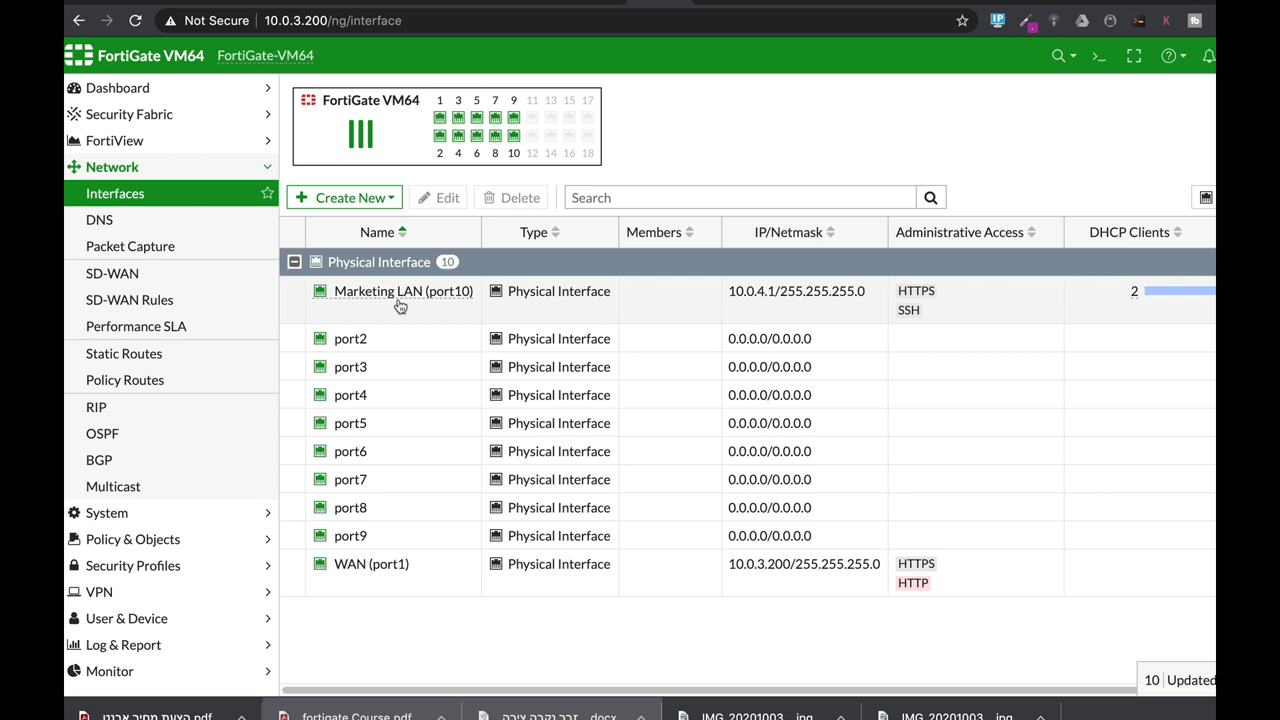 Not Secure 10.0.3.200/ng/interface
FortiGate VM64 FortiGate-VM64
Dashboard
Security Fabric
FortiView
Network
Interfaces
DNS
Packet Capture
SD-WAN
SD-WAN Rules
Performance SLA
Static Routes
Policy Routes
RIP
OSPF
BGP
Multicast
System
Policy & Objects
Security Profiles
VPN
User & Device
Log & Report
Monitor
FortiGate VM64 1 3 5 7 9 11 13 15 17
2 4 6 8 10 12 14 16 18
Create New Edit Delete Search
Name Type Members IP/Netmask Administrative Access DHCP Clients
Physical Interface 10
Marketing LAN (port10) Physical Interface 10.0.4.1/255.255.255.0 HTTPS 2
SSH
port2 Physical Interface 0.0.0.0/0.0.0.0
port3 Physical Interface 0.0.0.0/0.0.0.0
port4 Physical Interface 0.0.0.0/0.0.0.0
port5 Physical Interface 0.0.0.0/0.0.0.0
port6 Physical Interface 0.0.0.0/0.0.0.0
port7 Physical Interface 0.0.0.0/0.0.0.0
port8 Physical Interface 0.0.0.0/0.0.0.0
port9 Physical Interface 0.0.0.0/0.0.0.0
WAN (port1) Physical Interface 10.0.3.200/255.255.255.0 HTTPS
HTTP
10 Updated
הצעת מחיר ארנט.pdf fortigate Course.pdf .docx IMG_20201003 .jpg IMG_20201003 .jpg